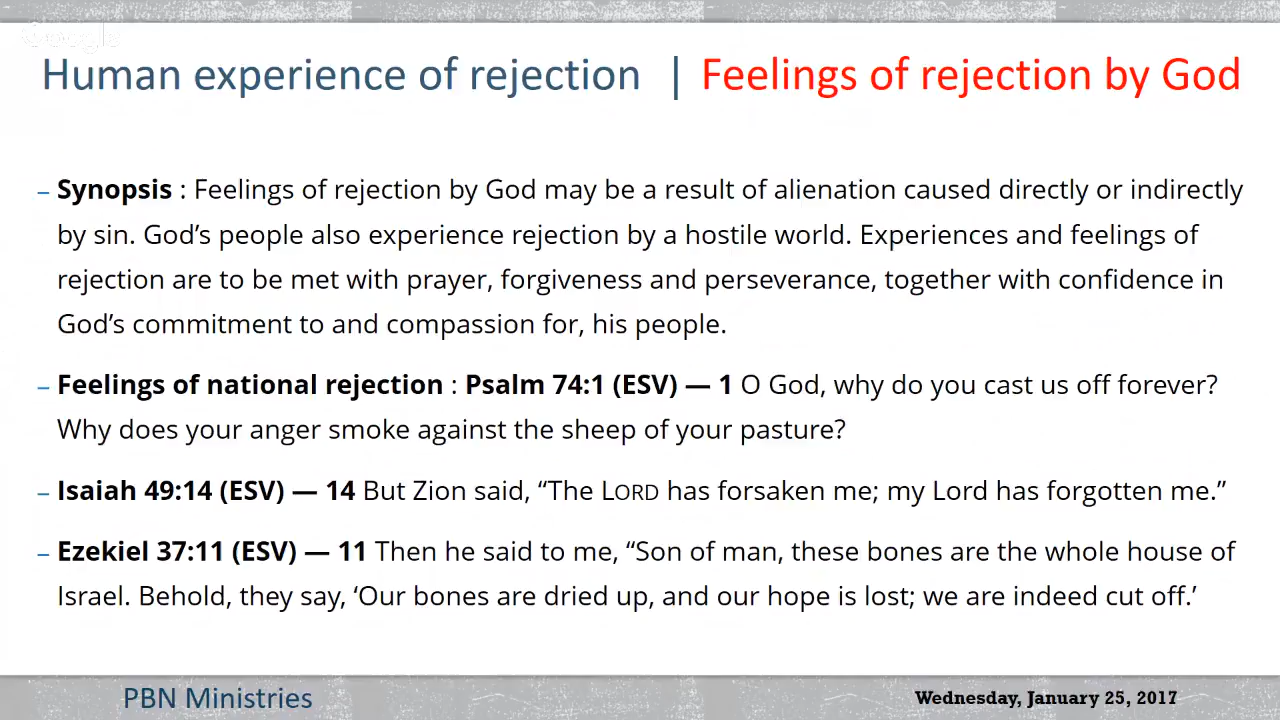 Google
Human experience of rejection | Feelings of rejection by God
– Synopsis : Feelings of rejection by God may be a result of alienation caused directly or indirectly
by sin. God’s people also experience rejection by a hostile world. Experiences and feelings of
rejection are to be met with prayer, forgiveness and perseverance, together with confidence in
God’s commitment to and compassion for, his people.
– Feelings of national rejection : Psalm 74:1 (ESV) — 1 O God, why do you cast us off forever?
Why does your anger smoke against the sheep of your pasture?
– Isaiah 49:14 (ESV) — 14 But Zion said, “The LORD has forsaken me; my Lord has forgotten me.”
– Ezekiel 37:11 (ESV) — 11 Then he said to me, “Son of man, these bones are the whole house of
Israel. Behold, they say, ‘Our bones are dried up, and our hope is lost; we are indeed cut off.’
PBN Ministries
Wednesday, January 25, 2017